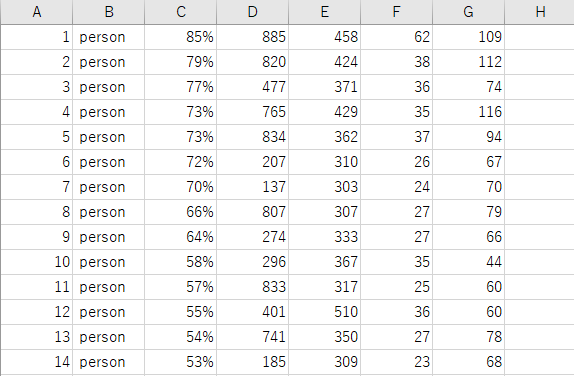 A B C D E F G H
1 person 85% 885 458 62 109
2 person 79% 820 424 38 112
3 person 77% 477 371 36 74
4 person 73% 765 429 35 116
5 person 73% 834 362 37 94
6 person 72% 207 310 26 67
7 person 70% 137 303 24 70
8 person 66% 807 307 27 79
9 person 64% 274 333 27 66
10 person 58% 296 367 35 44
11 person 57% 833 317 25 60
12 person 55% 401 510 36 60
13 person 54% 741 350 27 78
14 person 53% 185 309 23 68